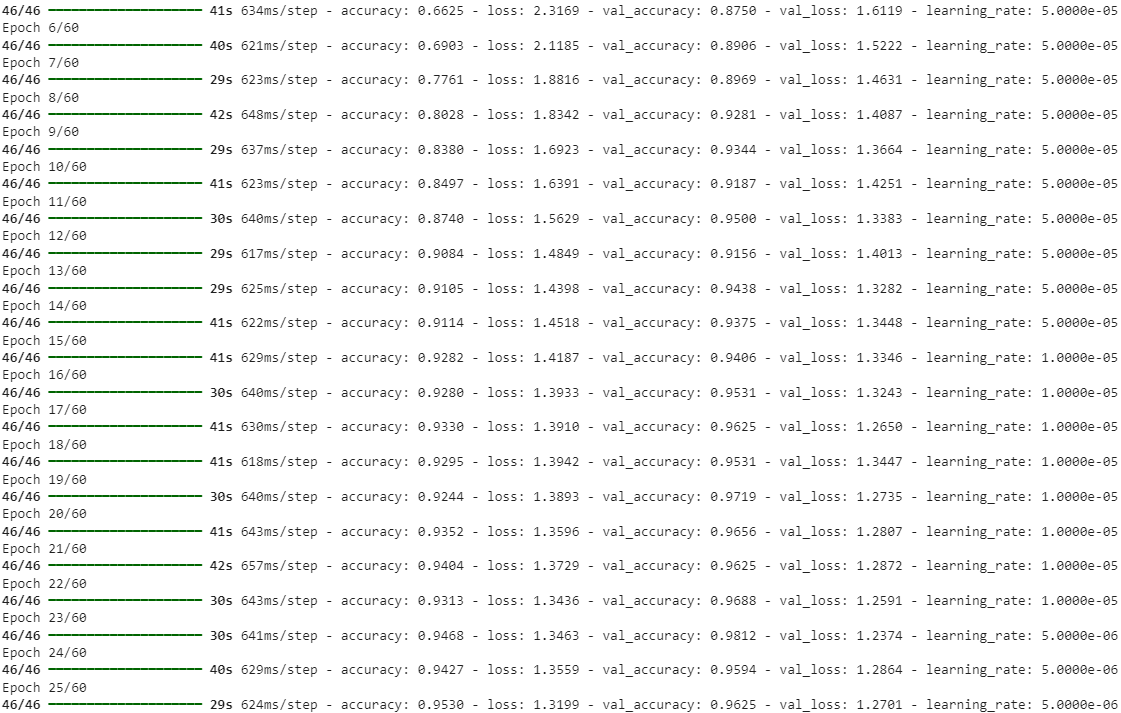 46/46 ━━━━━━━━━━━━━━━━━━━━ 41s 634ms/step - accuracy: 0.6625 - loss: 2.3169 - val_accuracy: 0.8750 - val_loss: 1.6119 - learning_rate: 5.0000e-05
Epoch 6/60
46/46 ━━━━━━━━━━━━━━━━━━━━ 40s 621ms/step - accuracy: 0.6903 - loss: 2.1185 - val_accuracy: 0.8906 - val_loss: 1.5222 - learning_rate: 5.0000e-05
Epoch 7/60
46/46 ━━━━━━━━━━━━━━━━━━━━ 29s 623ms/step - accuracy: 0.7761 - loss: 1.8816 - val_accuracy: 0.8969 - val_loss: 1.4631 - learning_rate: 5.0000e-05
Epoch 8/60
46/46 ━━━━━━━━━━━━━━━━━━━━ 42s 648ms/step - accuracy: 0.8028 - loss: 1.8342 - val_accuracy: 0.9281 - val_loss: 1.4087 - learning_rate: 5.0000e-05
Epoch 9/60
46/46 ━━━━━━━━━━━━━━━━━━━━ 29s 637ms/step - accuracy: 0.8380 - loss: 1.6923 - val_accuracy: 0.9344 - val_loss: 1.3664 - learning_rate: 5.0000e-05
Epoch 10/60
46/46 ━━━━━━━━━━━━━━━━━━━━ 41s 623ms/step - accuracy: 0.8497 - loss: 1.6391 - val_accuracy: 0.9187 - val_loss: 1.4251 - learning_rate: 5.0000e-05
Epoch 11/60
46/46 ━━━━━━━━━━━━━━━━━━━━ 30s 640ms/step - accuracy: 0.8740 - loss: 1.5629 - val_accuracy: 0.9500 - val_loss: 1.3383 - learning_rate: 5.0000e-05
Epoch 12/60
46/46 ━━━━━━━━━━━━━━━━━━━━ 29s 617ms/step - accuracy: 0.9084 - loss: 1.4849 - val_accuracy: 0.9156 - val_loss: 1.4013 - learning_rate: 5.0000e-05
Epoch 13/60
46/46 ━━━━━━━━━━━━━━━━━━━━ 29s 625ms/step - accuracy: 0.9105 - loss: 1.4398 - val_accuracy: 0.9438 - val_loss: 1.3282 - learning_rate: 5.0000e-05
Epoch 14/60
46/46 ━━━━━━━━━━━━━━━━━━━━ 41s 622ms/step - accuracy: 0.9114 - loss: 1.4518 - val_accuracy: 0.9375 - val_loss: 1.3448 - learning_rate: 5.0000e-05
Epoch 15/60
46/46 ━━━━━━━━━━━━━━━━━━━━ 41s 629ms/step - accuracy: 0.9282 - loss: 1.4187 - val_accuracy: 0.9406 - val_loss: 1.3346 - learning_rate: 1.0000e-05
Epoch 16/60
46/46 ━━━━━━━━━━━━━━━━━━━━ 30s 640ms/step - accuracy: 0.9280 - loss: 1.3933 - val_accuracy: 0.9531 - val_loss: 1.3243 - learning_rate: 1.0000e-05
Epoch 17/60
46/46 ━━━━━━━━━━━━━━━━━━━━ 41s 630ms/step - accuracy: 0.9330 - loss: 1.3910 - val_accuracy: 0.9625 - val_loss: 1.2650 - learning_rate: 1.0000e-05
Epoch 18/60
46/46 ━━━━━━━━━━━━━━━━━━━━ 41s 618ms/step - accuracy: 0.9295 - loss: 1.3942 - val_accuracy: 0.9531 - val_loss: 1.3447 - learning_rate: 1.0000e-05
Epoch 19/60
46/46 ━━━━━━━━━━━━━━━━━━━━ 30s 640ms/step - accuracy: 0.9244 - loss: 1.3893 - val_accuracy: 0.9719 - val_loss: 1.2735 - learning_rate: 1.0000e-05
Epoch 20/60
46/46 ━━━━━━━━━━━━━━━━━━━━ 41s 643ms/step - accuracy: 0.9352 - loss: 1.3596 - val_accuracy: 0.9656 - val_loss: 1.2807 - learning_rate: 1.0000e-05
Epoch 21/60
46/46 ━━━━━━━━━━━━━━━━━━━━ 42s 657ms/step - accuracy: 0.9404 - loss: 1.3729 - val_accuracy: 0.9625 - val_loss: 1.2872 - learning_rate: 1.0000e-05
Epoch 22/60
46/46 ━━━━━━━━━━━━━━━━━━━━ 30s 643ms/step - accuracy: 0.9313 - loss: 1.3436 - val_accuracy: 0.9688 - val_loss: 1.2591 - learning_rate: 1.0000e-05
Epoch 23/60
46/46 ━━━━━━━━━━━━━━━━━━━━ 30s 641ms/step - accuracy: 0.9468 - loss: 1.3463 - val_accuracy: 0.9812 - val_loss: 1.2374 - learning_rate: 5.0000e-06
Epoch 24/60
46/46 ━━━━━━━━━━━━━━━━━━━━ 40s 629ms/step - accuracy: 0.9427 - loss: 1.3559 - val_accuracy: 0.9594 - val_loss: 1.2864 - learning_rate: 5.0000e-06
Epoch 25/60
46/46 ━━━━━━━━━━━━━━━━━━━━ 29s 624ms/step - accuracy: 0.9530 - loss: 1.3199 - val_accuracy: 0.9625 - val_loss: 1.2701 - learning_rate: 5.0000e-06